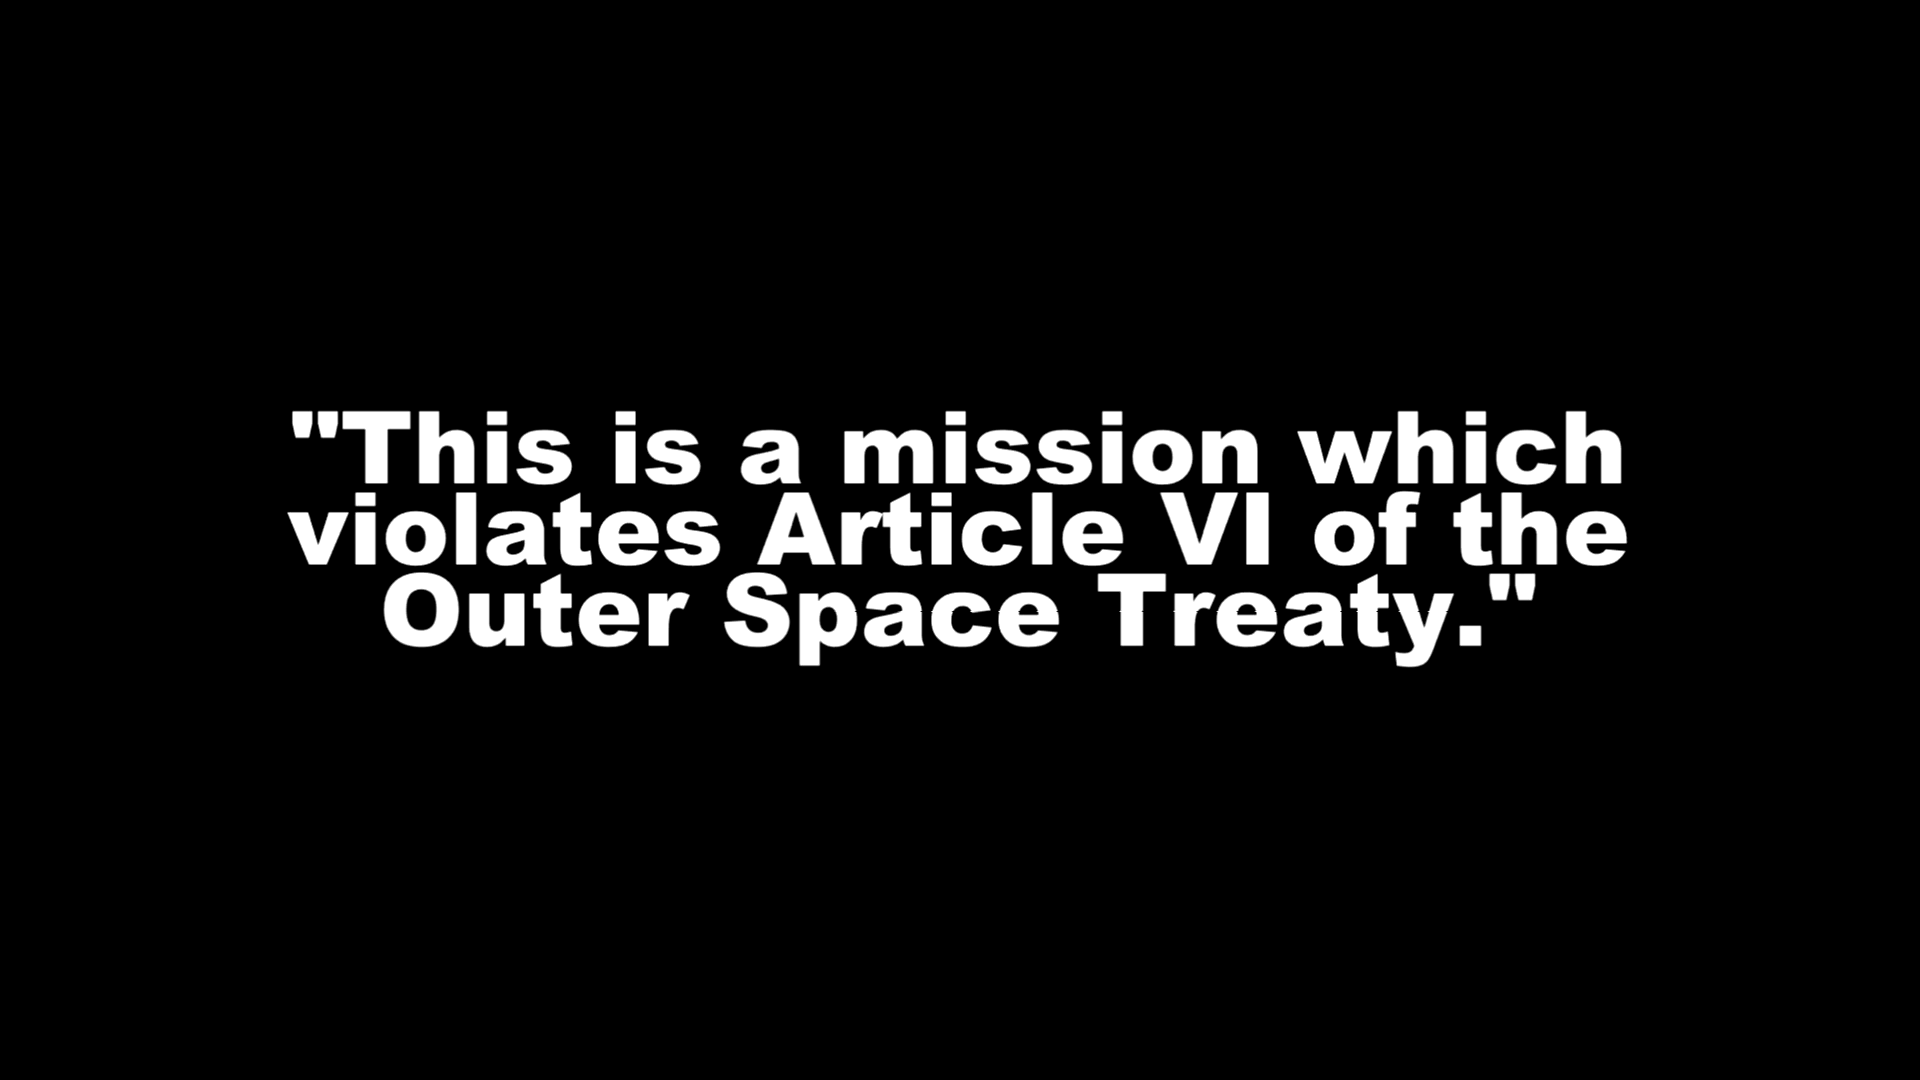 "This is a mission which
violates Article VI of the
Outer Space Treaty."